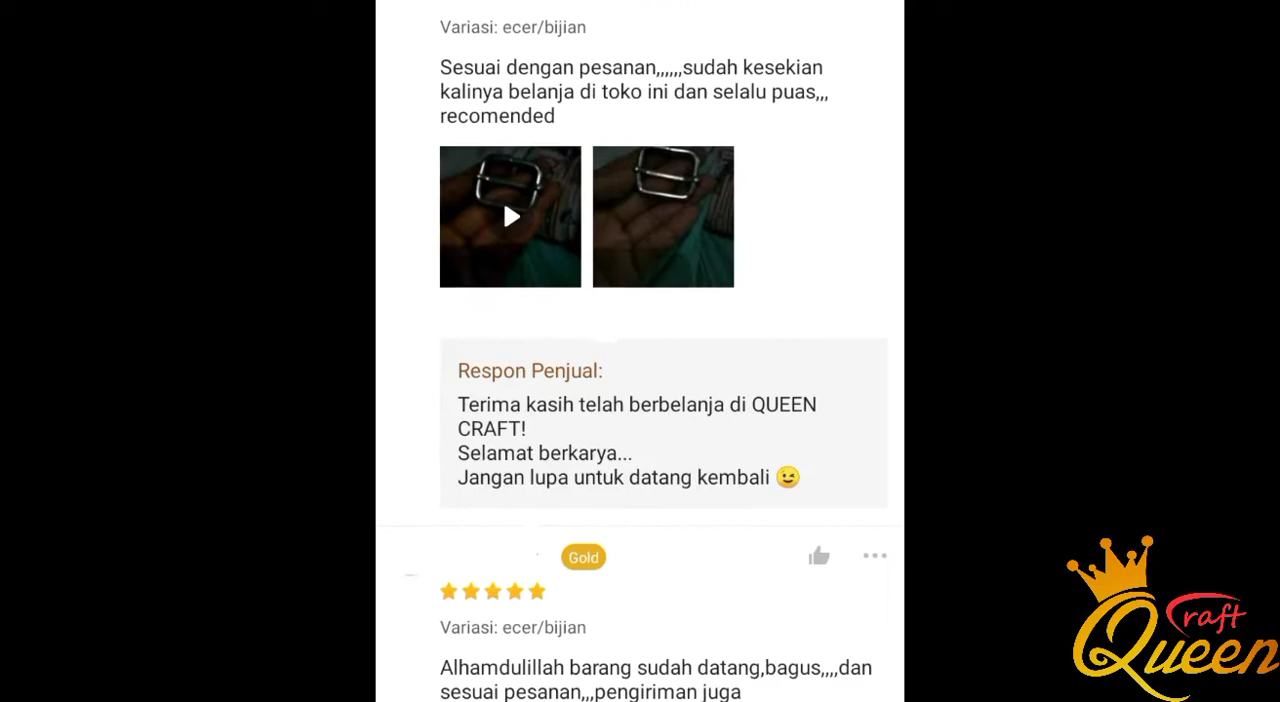 Variasi: ecer/bijian
Sesuai dengan pesanan,,,,,,sudah kesekian
kalinya belanja di toko ini dan selalu puas,,,
recomended
Respon Penjual:
Terima kasih telah berbelanja di QUEEN
CRAFT!
Selamat berkarya...
Jangan lupa untuk datang kembali 😉
Gold
Variasi: ecer/bijian
Alhamdulillah barang sudah datang,bagus,,,,dan
sesuai pesanan,,,pengiriman juga
Craft
Queen